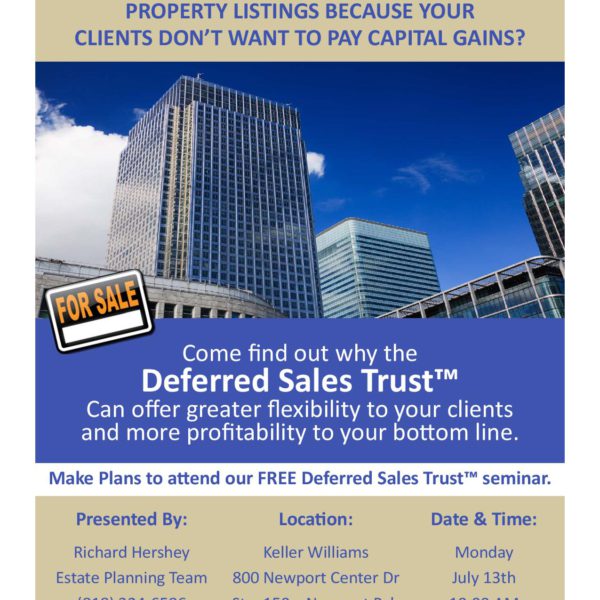 PROPERTY LISTINGS BECAUSE YOUR
CLIENTS DON’T WANT TO PAY CAPITAL GAINS?
FOR SALE
Come find out why the
Deferred Sales Trust™
Can offer greater flexibility to your clients
and more profitability to your bottom line.
Make Plans to attend our FREE Deferred Sales Trust™ seminar.
Presented By:
Richard Hershey
Estate Planning Team
Location:
Keller Williams
800 Newport Center Dr
Date & Time:
Monday
July 13th